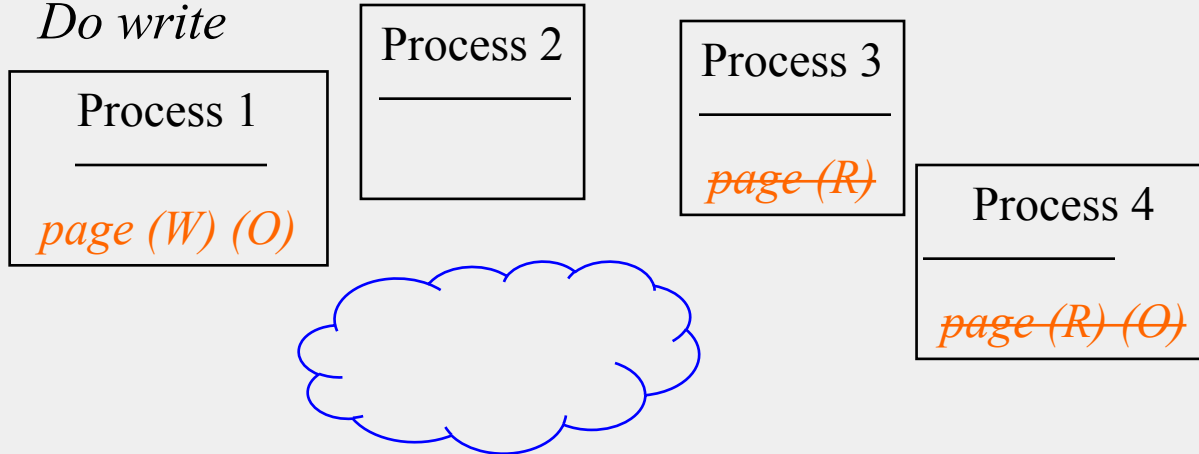 Do write
Process 1
page (W) (O)
Process 2
Process 3
page (R)
Process 4
page (R) (O)